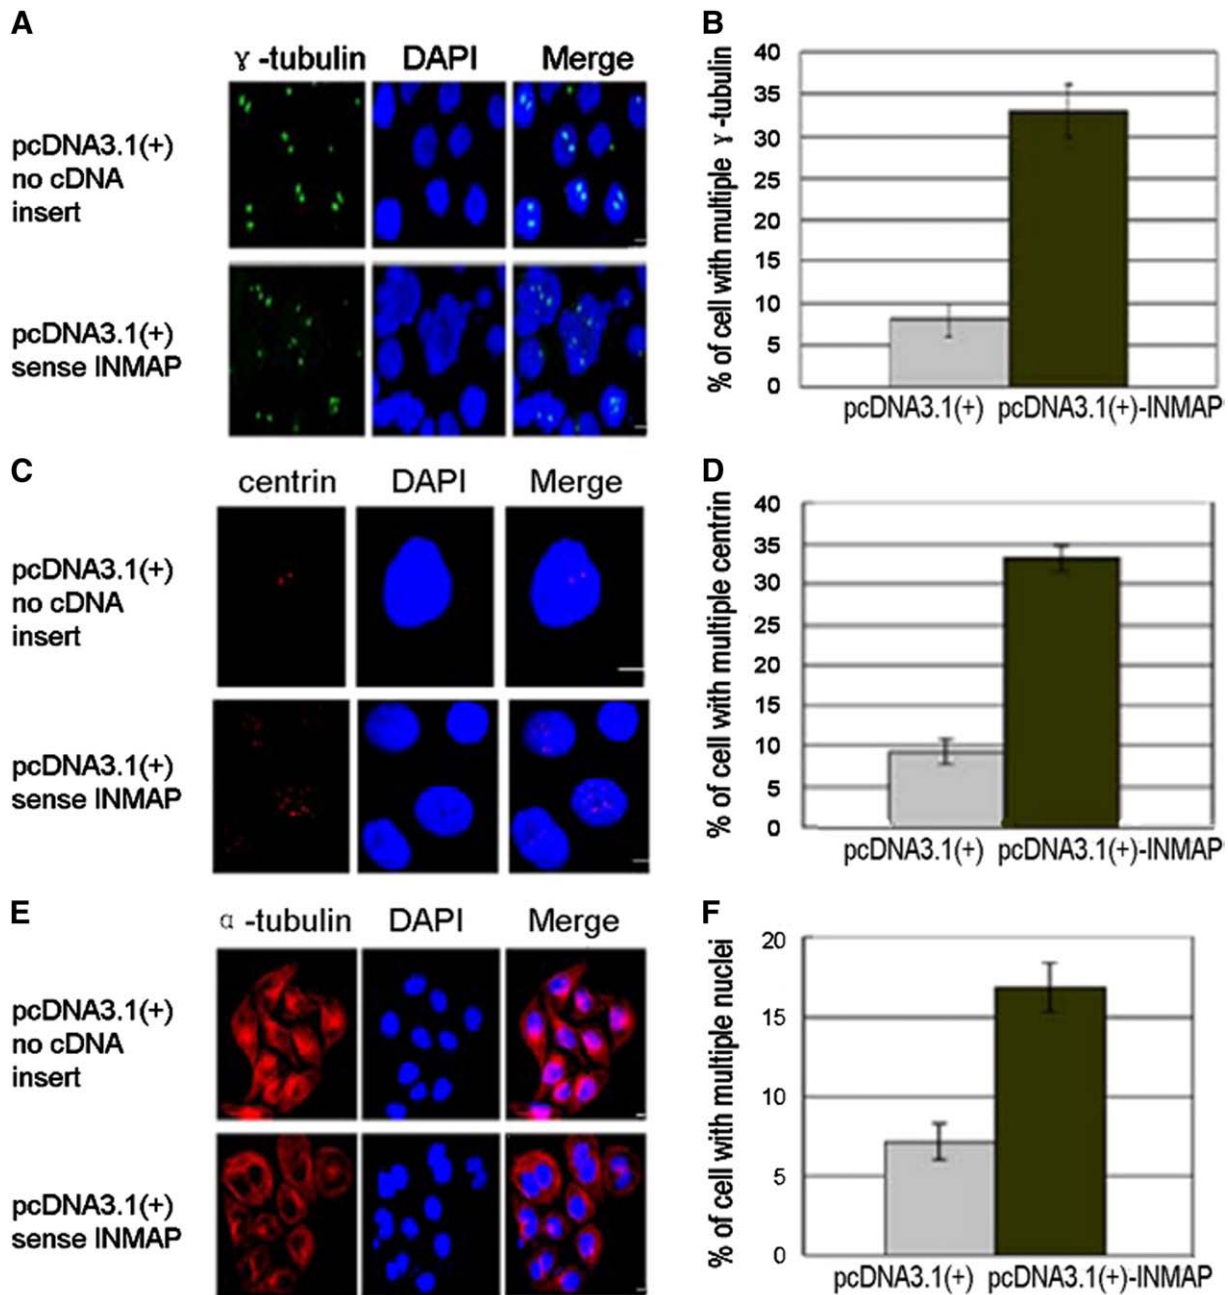 A
ɣ -tubulin DAPI Merge
pcDNA3.1(+)
no cDNA
insert
pcDNA3.1(+)
sense INMAP
B
% of cell with multiple ɣ -tubulin
40
35
30
25
20
15
10
5
0
pcDNA3.1(+) pcDNA3.1(+)-INMAP
C
centrin DAPI Merge
pcDNA3.1(+)
no cDNA
insert
pcDNA3.1(+)
sense INMAP
D
% of cell with multiple centrin
40
35
30
25
20
15
10
5
0
pcDNA3.1(+) pcDNA3.1(+)-INMAP
E
α -tubulin DAPI Merge
pcDNA3.1(+)
no cDNA
insert
pcDNA3.1(+)
sense INMAP
F
% of cell with multiple nuclei
20
15
10
5
0
pcDNA3.1(+) pcDNA3.1(+)-INMAP